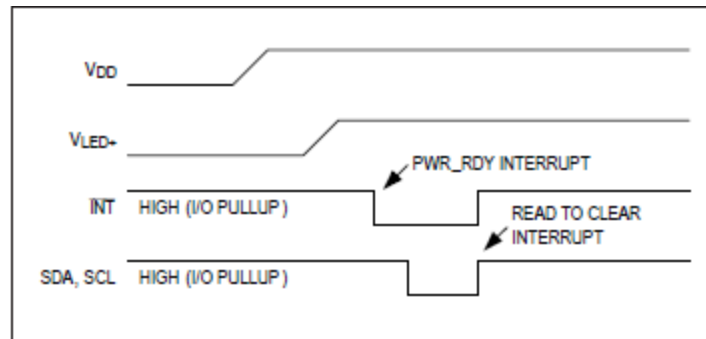 VDD
VLED+
PWR_RDY INTERRUPT
INT HIGH (I/O PULLUP)
READ TO CLEAR
INTERRUPT
SDA, SCL HIGH (I/O PULLUP)